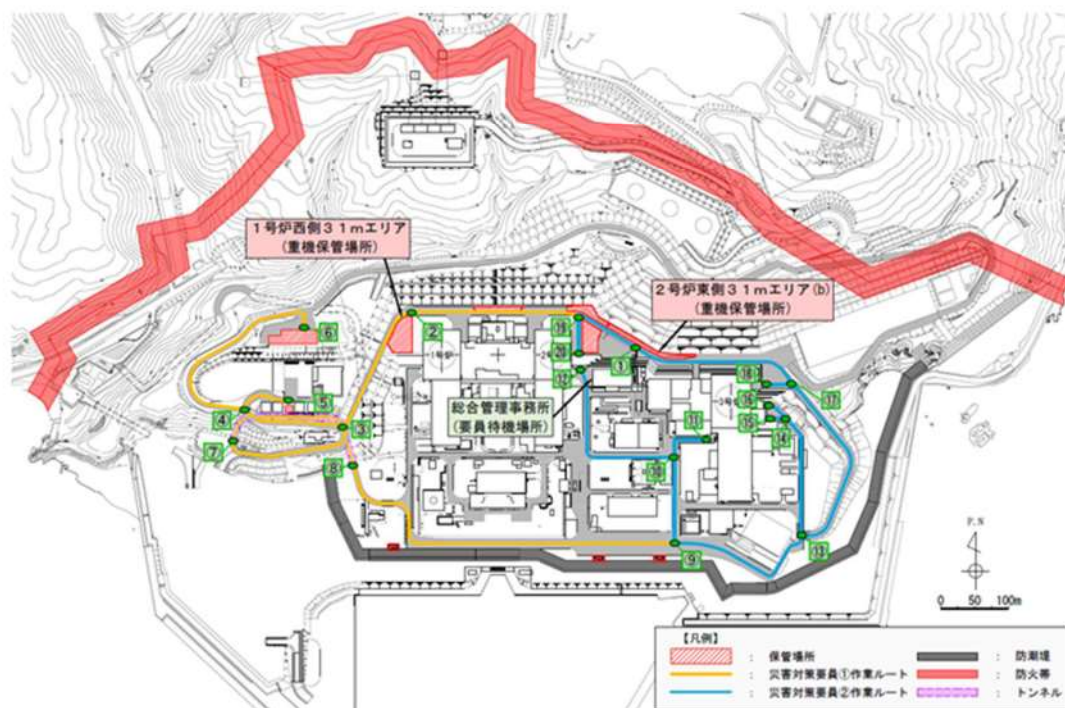 1号炉西側31mエリア
(重機保管場所)
2号炉東側31mエリア(b)
(重機保管場所)
⑥
②
⑲
①
⑳
1号炉
⑫
⑱
⑰
総合管理事務所
(要員待機場所)
⑤
④
③
⑯
⑮
⑭
⑪
⑦
⑧
⑩
⑬
⑨
P.N
0 50 100m
【凡例】
: 保管場所
: 防潮堤
: 災害対策要員①作業ルート
: 防火帯
: 災害対策要員②作業ルート
: トンネル